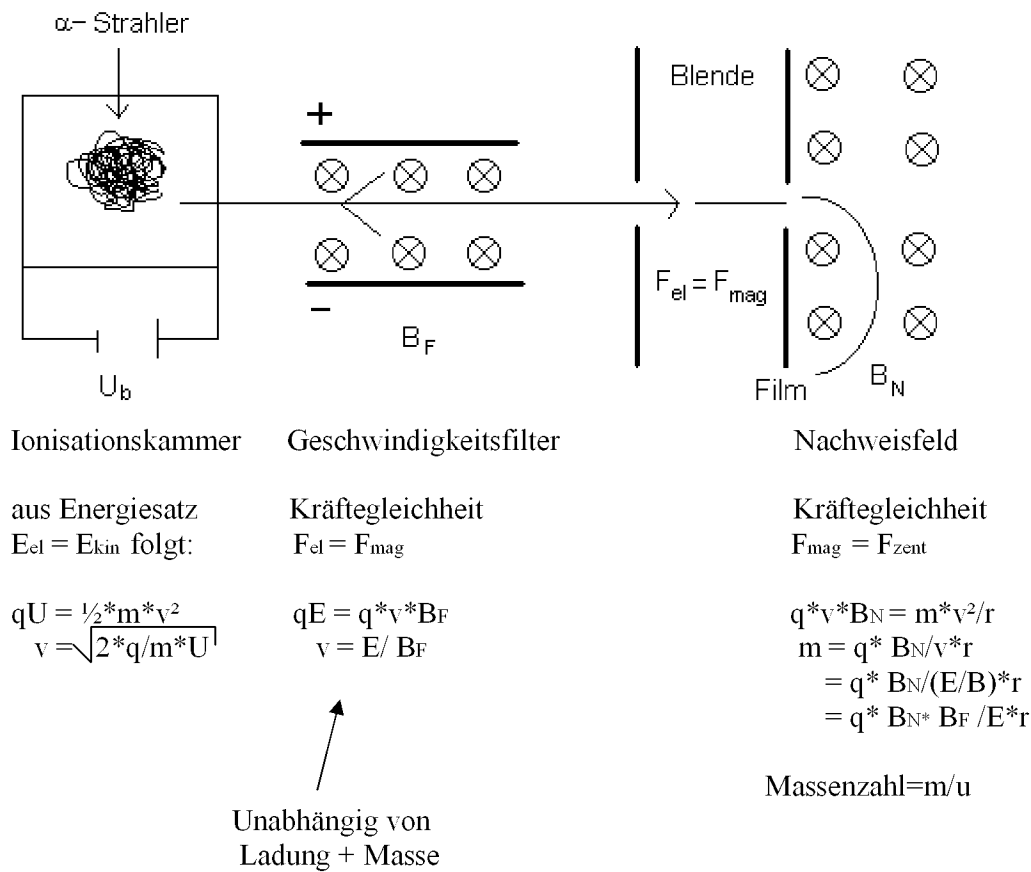 α- Strahler
+
Blende
F_el = F_mag
-
B_F
U_b
Film
B_N
Ionisationskammer
aus Energiesatz
E_el = E_kin folgt:
qU = ½*m*v²
v=√2*q/m*U
Geschwindigkeitsfilter
Kräftegleichheit
F_el = F_mag
qE = q*v*B_F
v = E/ B_F
Unabhängig von
Ladung + Masse
Nachweisfeld
Kräftegleichheit
F_mag = F_zent
q*v*B_N = m*v²/r
m = q* B_N/v*r
= q* B_N/(E/B)*r
= q* B_N* B_F /E*r
Massenzahl=m/u